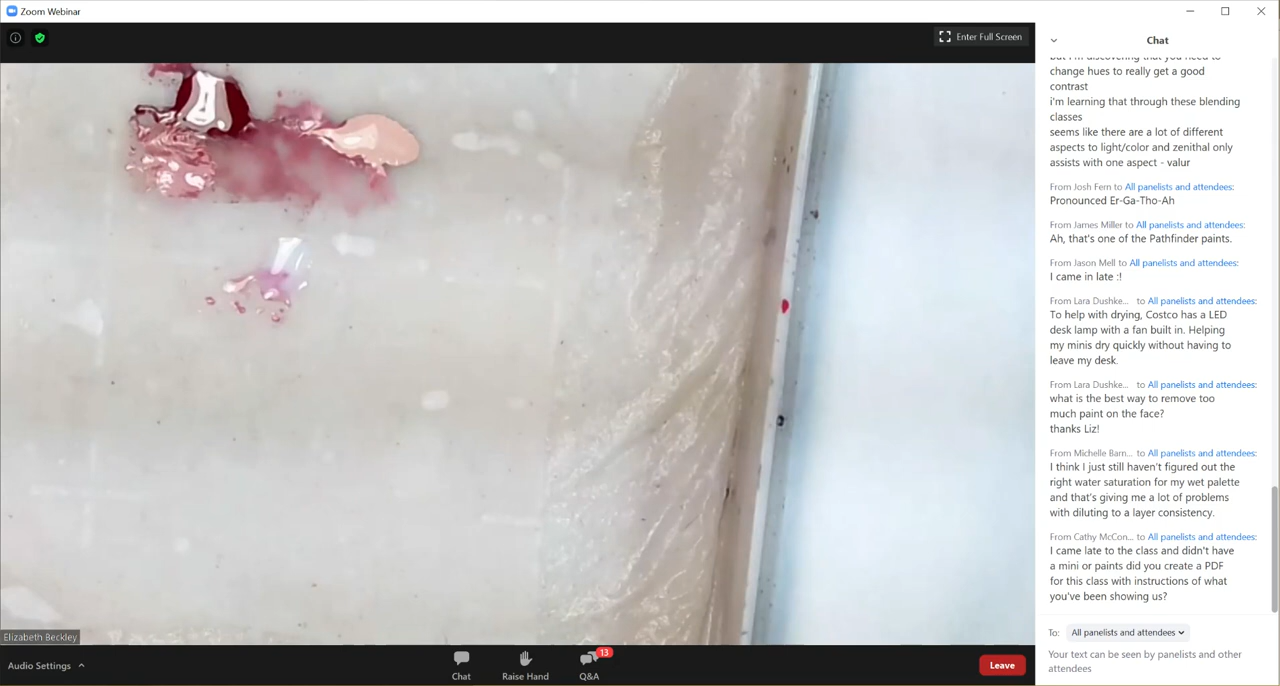 Zoom Webinar
Enter Full Screen
Chat
but I'm discovering that you need to
change hues to really get a good
contrast
i'm learning that through these blending
classes
seems like there are a lot of different
aspects to light/color and zenithal only
assists with one aspect - valur
From Josh Fern to All panelists and attendees:
Pronounced Er-Ga-Tho-Ah
From James Miller to All panelists and attendees:
Ah, that's one of the Pathfinder paints.
From Jason Mell to All panelists and attendees:
I came in late :!
From Lara Dushke... to All panelists and attendees:
To help with drying, Costco has a LED
desk lamp with a fan built in. Helping
my minis dry quickly without having to
leave my desk.
From Lara Dushke... to All panelists and attendees:
what is the best way to remove too
much paint on the face?
thanks Liz!
From Michelle Barn... to All panelists and attendees:
I think I just still haven't figured out the
right water saturation for my wet palette
and that's giving me a lot of problems
with diluting to a layer consistency.
From Cathy McCon... to All panelists and attendees:
I came late to the class and didn't have
a mini or paints did you create a PDF
for this class with instructions of what
you've been showing us?
To: All panelists and attendees
Your text can be seen by panelists and other
attendees
Elizabeth Beckley
Audio Settings
Chat
Raise Hand
13
Q&A
Leave